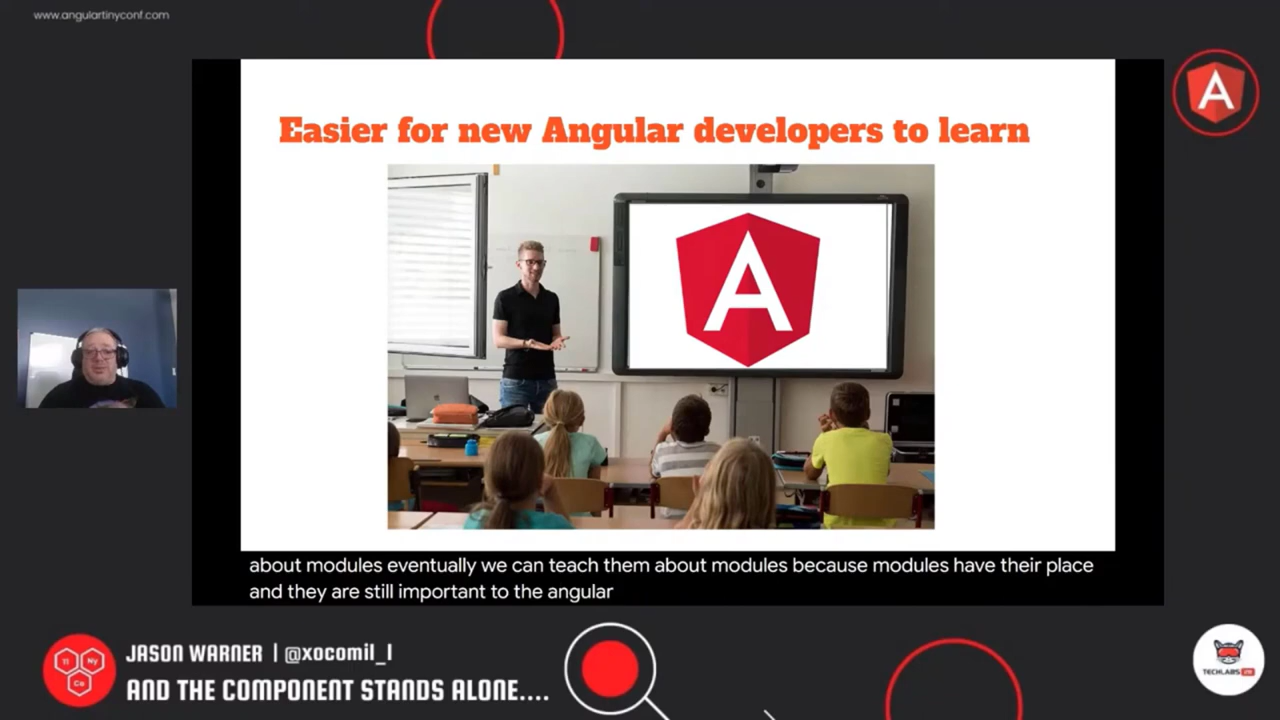 www.angulartinyconf.com
Easier for new Angular developers to learn
A
A
about modules eventually we can teach them about modules because modules have their place
and they are still important to the angular
11
Ny
Co
JASON WARNER | @xocomil_1
AND THE COMPONENT STANDS ALONE....
TECHLABS